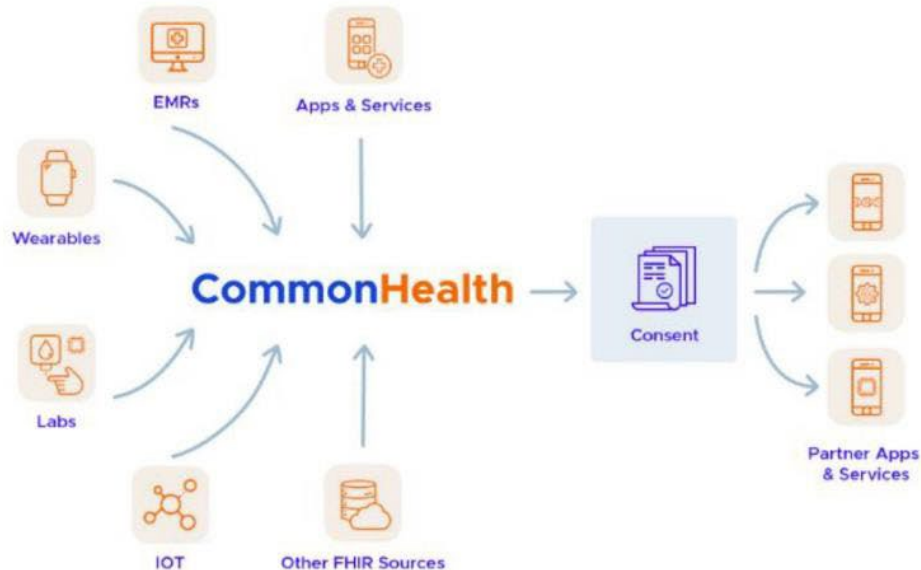 EMRs
Apps & Services
Wearables
CommonHealth
Consent
Labs
Partner Apps
& Services
IOT
Other FHIR Sources